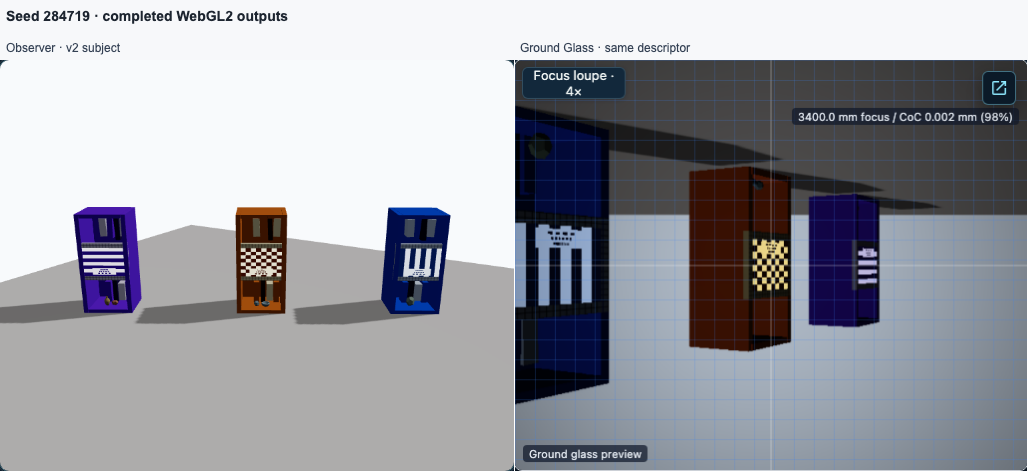 Seed 284719 · completed WebGL2 outputs
Observer · v2 subject
Ground Glass · same descriptor
Focus loupe ·
4×
3400.0 mm focus / CoC 0.002 mm (98%)
Ground glass preview